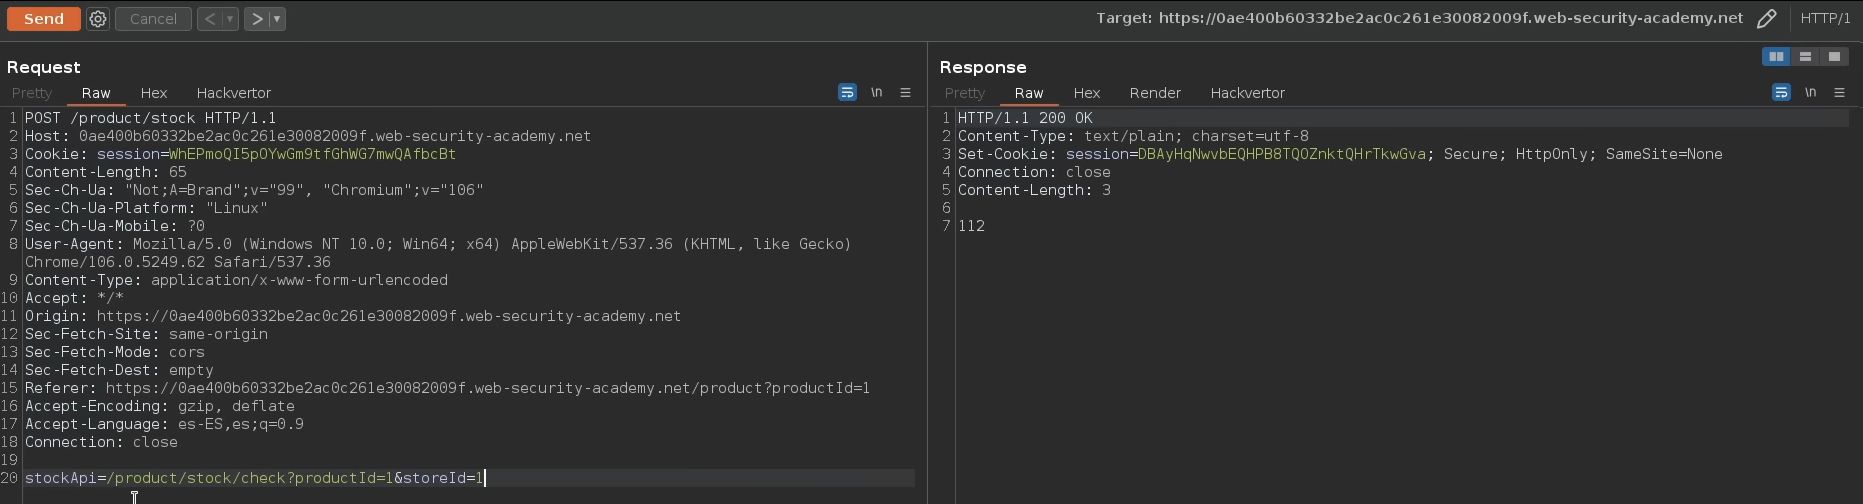 Send Cancel < > Target: https://0ae400b60332be2ac0c261e30082009f.web-security-academy.net HTTP/1
Request
Pretty Raw Hex Hackvertor \n
1 POST /product/stock HTTP/1.1
2 Host: 0ae400b60332be2ac0c261e30082009f.web-security-academy.net
3 Cookie: session=WhEPmoQI5pOYwGm9tfGhWG7mwQAfbcBt
4 Content-Length: 65
5 Sec-Ch-Ua: "Not;A=Brand";v="99", "Chromium";v="106"
6 Sec-Ch-Ua-Platform: "Linux"
7 Sec-Ch-Ua-Mobile: ?0
8 User-Agent: Mozilla/5.0 (Windows NT 10.0; Win64; x64) AppleWebKit/537.36 (KHTML, like Gecko)
Chrome/106.0.5249.62 Safari/537.36
9 Content-Type: application/x-www-form-urlencoded
10 Accept: */*
11 Origin: https://0ae400b60332be2ac0c261e30082009f.web-security-academy.net
12 Sec-Fetch-Site: same-origin
13 Sec-Fetch-Mode: cors
14 Sec-Fetch-Dest: empty
15 Referer: https://0ae400b60332be2ac0c261e30082009f.web-security-academy.net/product?productId=1
16 Accept-Encoding: gzip, deflate
17 Accept-Language: es-ES,es;q=0.9
18 Connection: close
19
20 stockApi=/product/stock/check?productId=1&storeId=1
Response
Pretty Raw Hex Render Hackvertor \n
1 HTTP/1.1 200 OK
2 Content-Type: text/plain; charset=utf-8
3 Set-Cookie: session=DBAyHqNwvbEQHPB8TQOZnktQHrTkwGva; Secure; HttpOnly; SameSite=None
4 Connection: close
5 Content-Length: 3
6
7 112